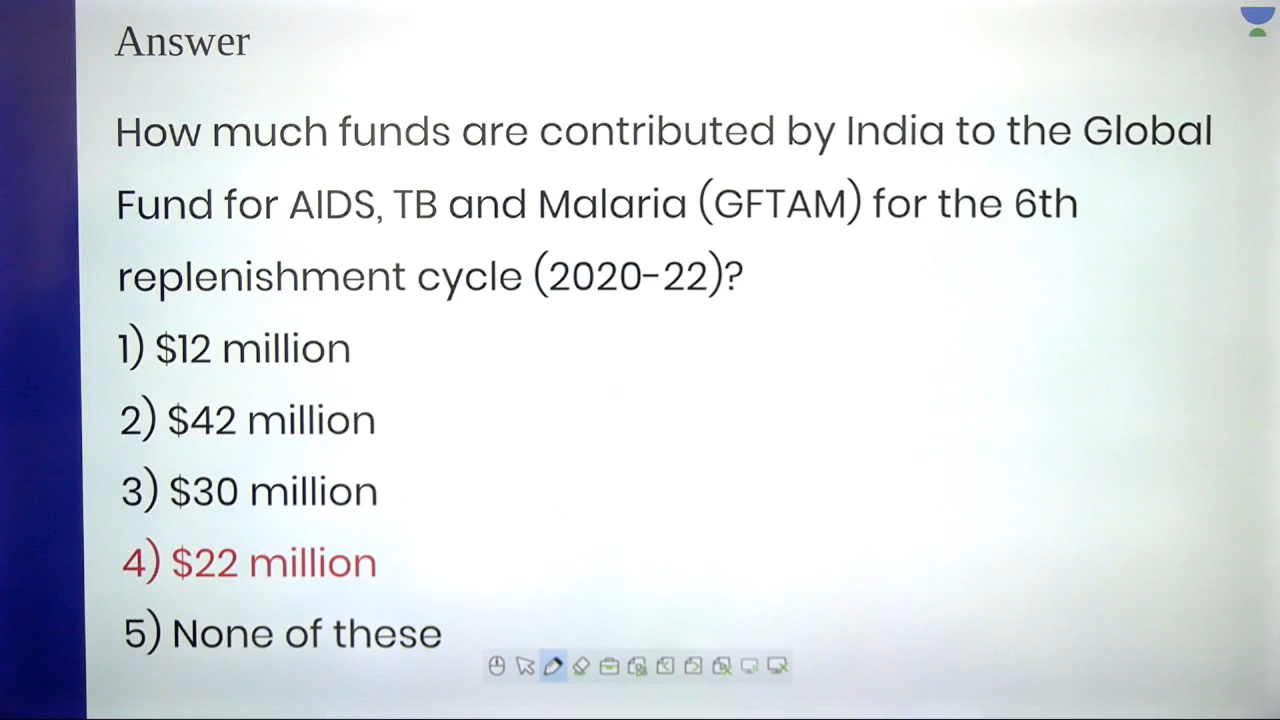 Answer
How much funds are contributed by India to the Global
Fund for AIDS, TB and Malaria (GFTAM) for the 6th
replenishment cycle (2020-22)?
1) $12 million
2) $42 million
3) $30 million
4) $22 million
5) None of these